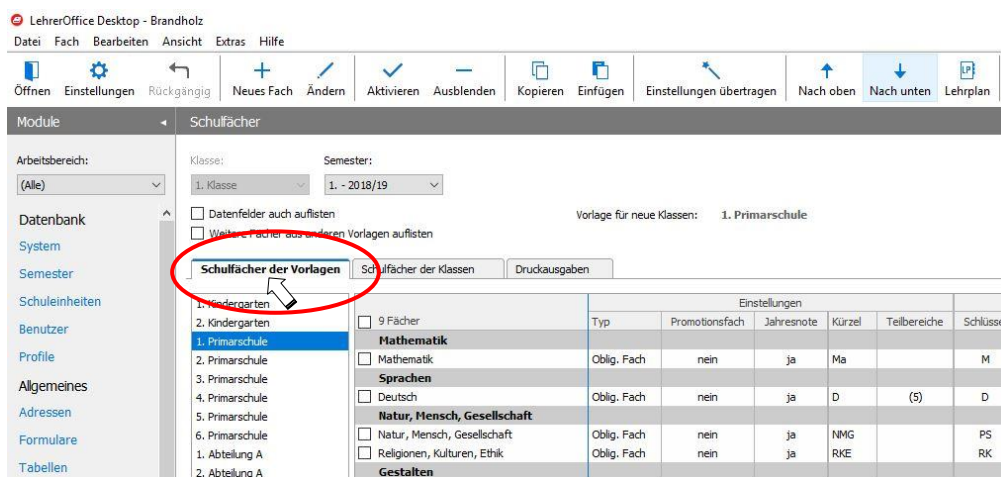 LehrerOffice Desktop - Brandholz
Datei Fach Bearbeiten Ansicht Extras Hilfe
Öffnen Einstellungen Rückgängig Neues Fach Ändern Aktivieren Ausblenden Kopieren Einfügen Einstellungen übertragen Nach oben Nach unten Lehrplan
LP
Module
Schulfächer
Arbeitsbereich:
(Alle)
Datenbank
System
Semester
Schuleinheiten
Benutzer
Profile
Allgemeines
Adressen
Formulare
Tabellen
Klasse: Semester:
1. Klasse 1. - 2018/19
Datenfelder auch auflisten
Vorlage für neue Klassen: 1. Primarschule
Weitere Fächer aus anderen Vorlagen auflisten
Schulfächer der Vorlagen Schulfächer der Klassen Druckausgaben
1. Kindergarten
2. Kindergarten
1. Primarschule
2. Primarschule
3. Primarschule
4. Primarschule
5. Primarschule
6. Primarschule
1. Abteilung A
2. Abteilung A
Einstellungen
9 Fächer Typ Promotionsfach Jahresnote Kürzel Teilbereiche Schlüsse
Mathematik
Mathematik Oblig. Fach nein ja Ma M
Sprachen
Deutsch Oblig. Fach nein ja D (5) D
Natur, Mensch, Gesellschaft
Natur, Mensch, Gesellschaft Oblig. Fach nein ja NMG PS
Religionen, Kulturen, Ethik Oblig. Fach nein ja RKE RK
Gestalten